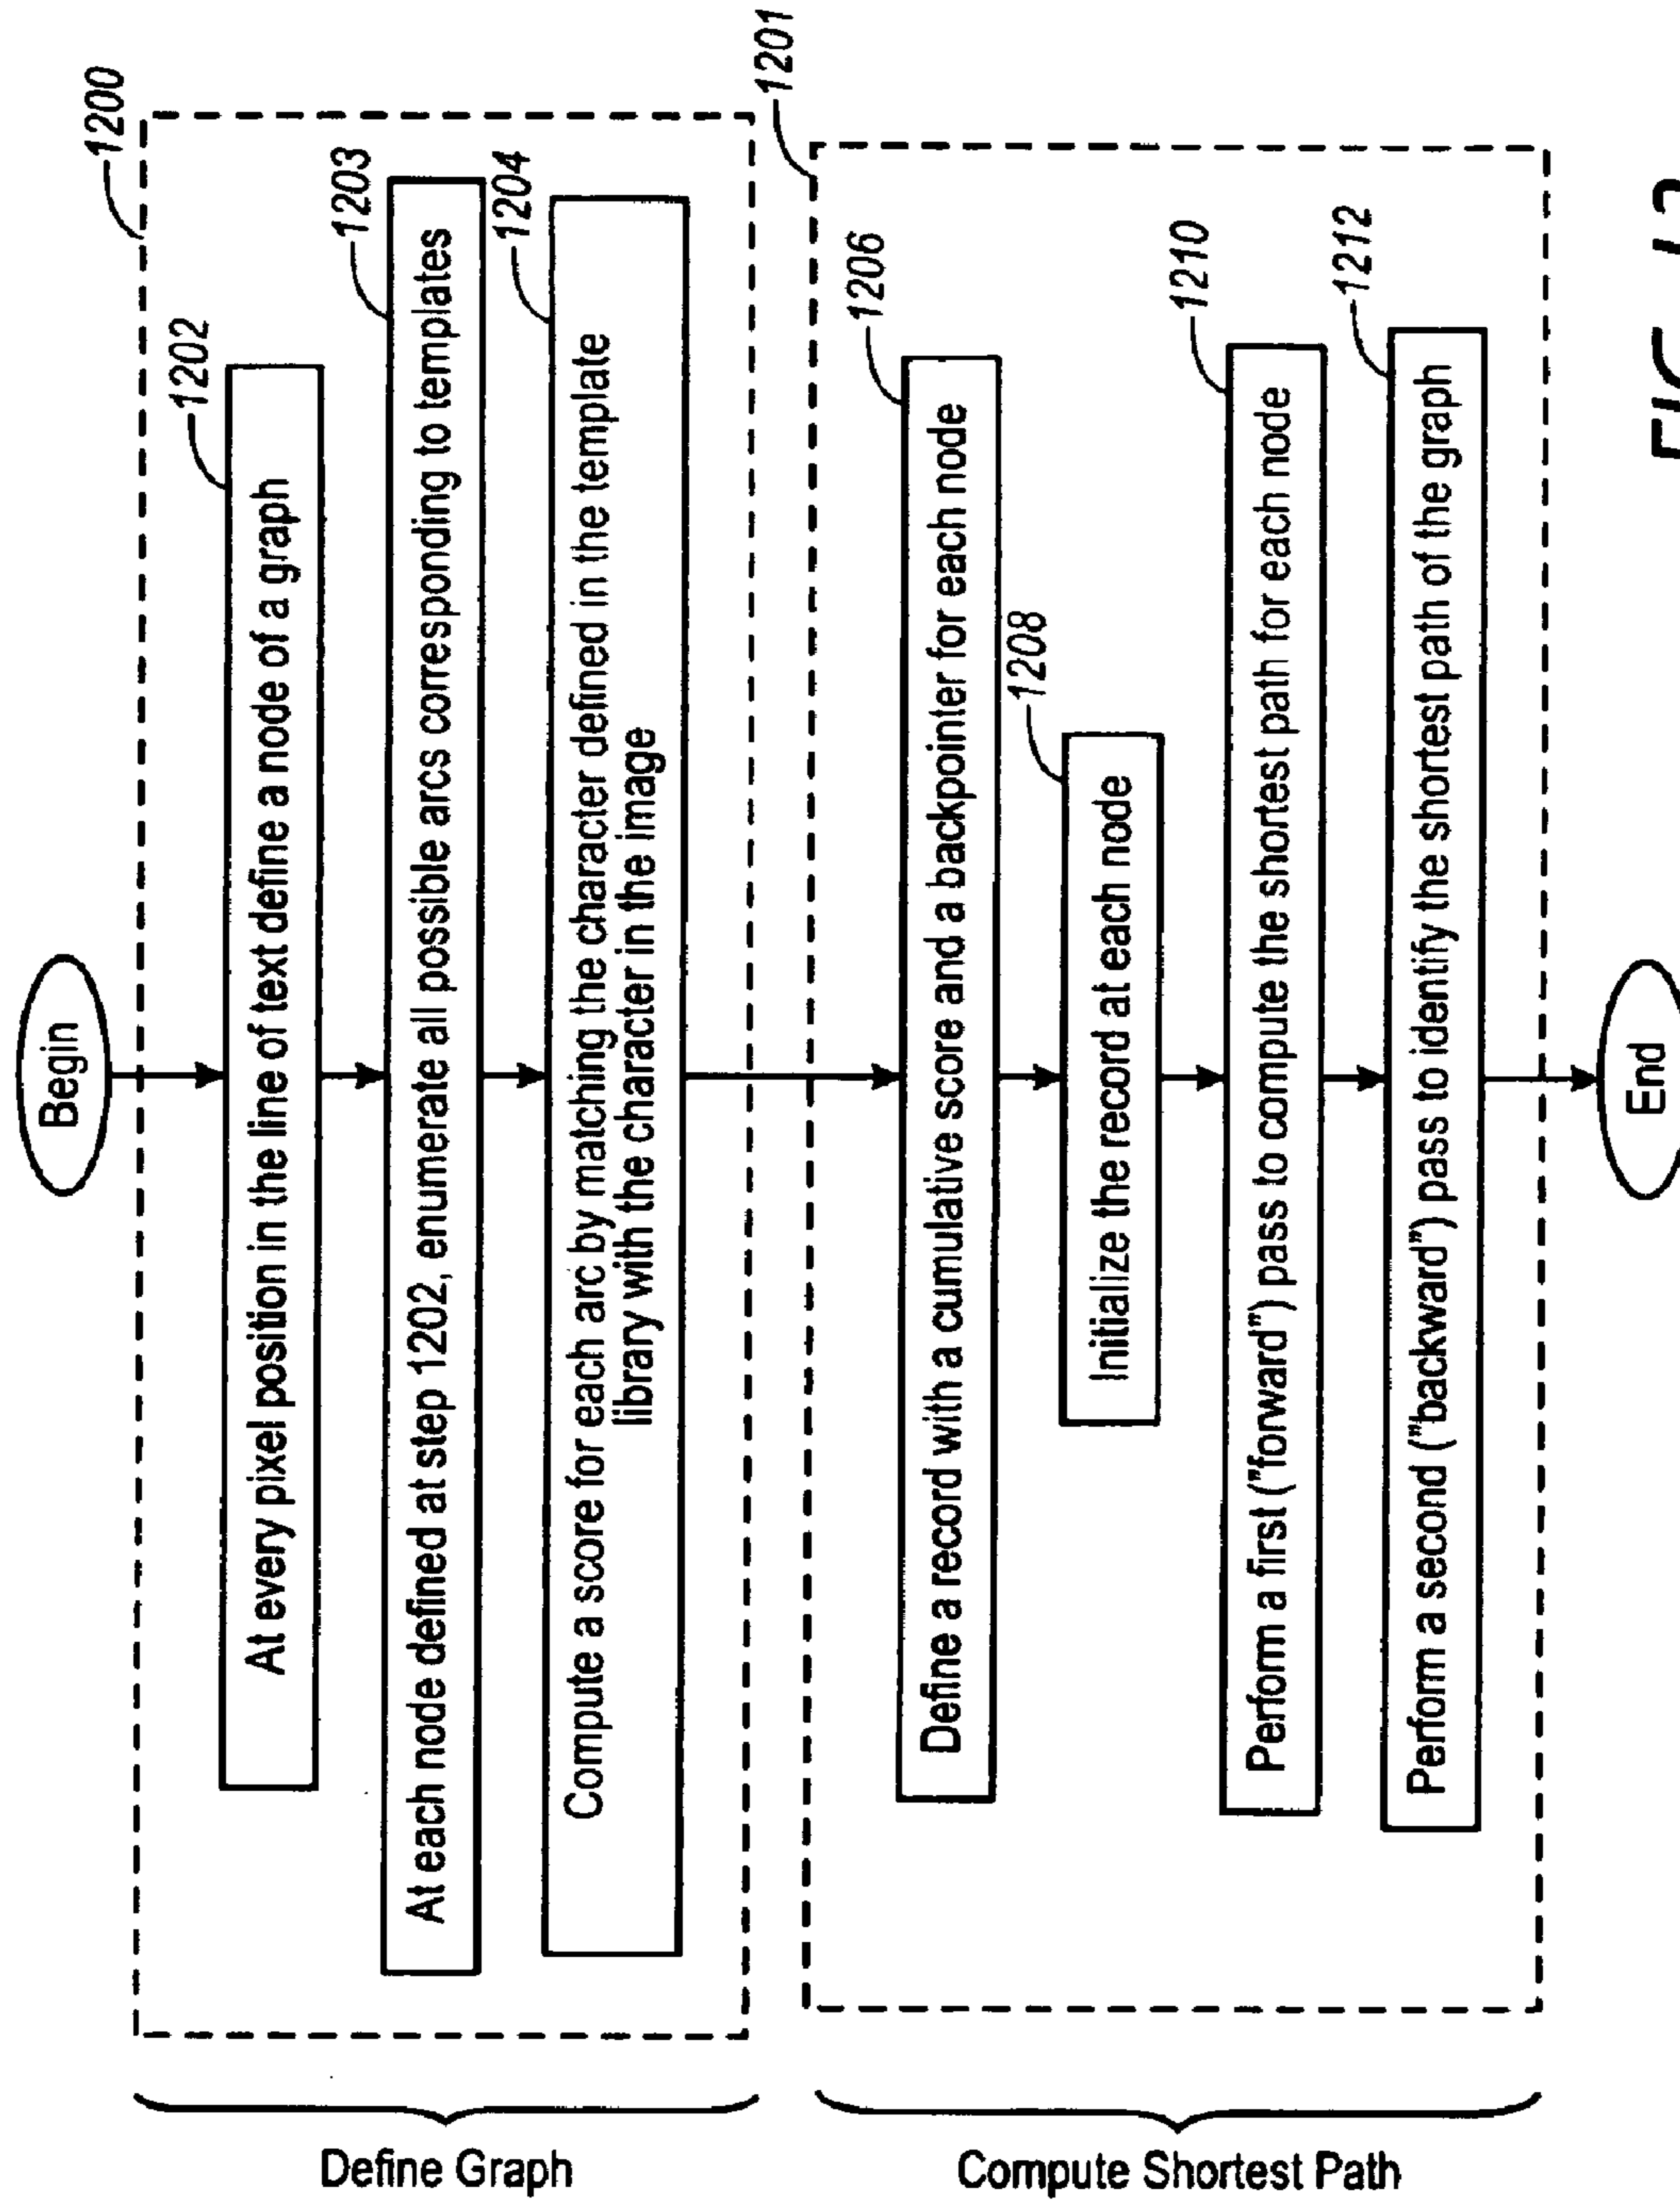 Begin
1200
1202
At every pixel position in the line of text define a node of a graph
1203
At each node defined at step 1202, enumerate all possible arcs corresponding to templates
1204
Compute a score for each arc by matching the character defined in the template
library with the character in the image
Define Graph
1201
1206
Define a record with a cumulative score and a backpointer for each node
1208
Initialize the record at each node
1210
Perform a first ("forward") pass to compute the shortest path for each node
1212
Perform a second ("backward") pass to identify the shortest path of the graph
Compute Shortest Path
End
FIG.